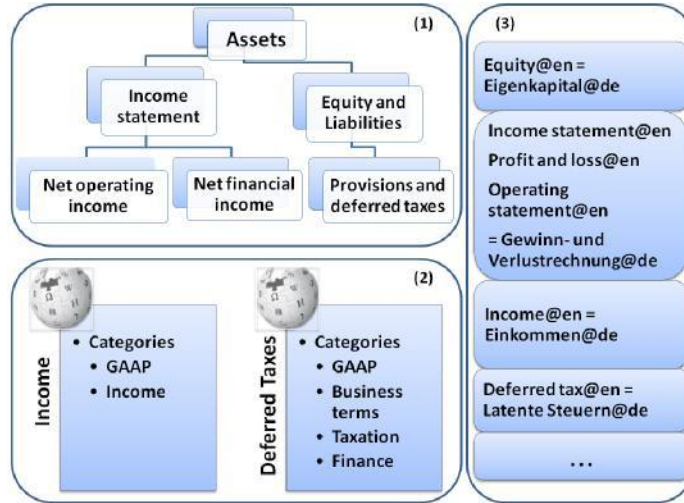 (1)
Assets
Income
statement
Equity and
Liabilities
Net operating
income
Net financial
income
Provisions and
deferred taxes
(2)
Income
• Categories
• GAAP
• Income
Deferred Taxes
• Categories
• GAAP
• Business
terms
• Taxation
• Finance
(3)
Equity@en =
Eigenkapital@de
Income statement@en
Profit and loss@en
Operating
statement@en
= Gewinn- und
Verlustrechnung@de
Income@en =
Einkommen@de
Deferred tax@en =
Latente Steuern@de
...